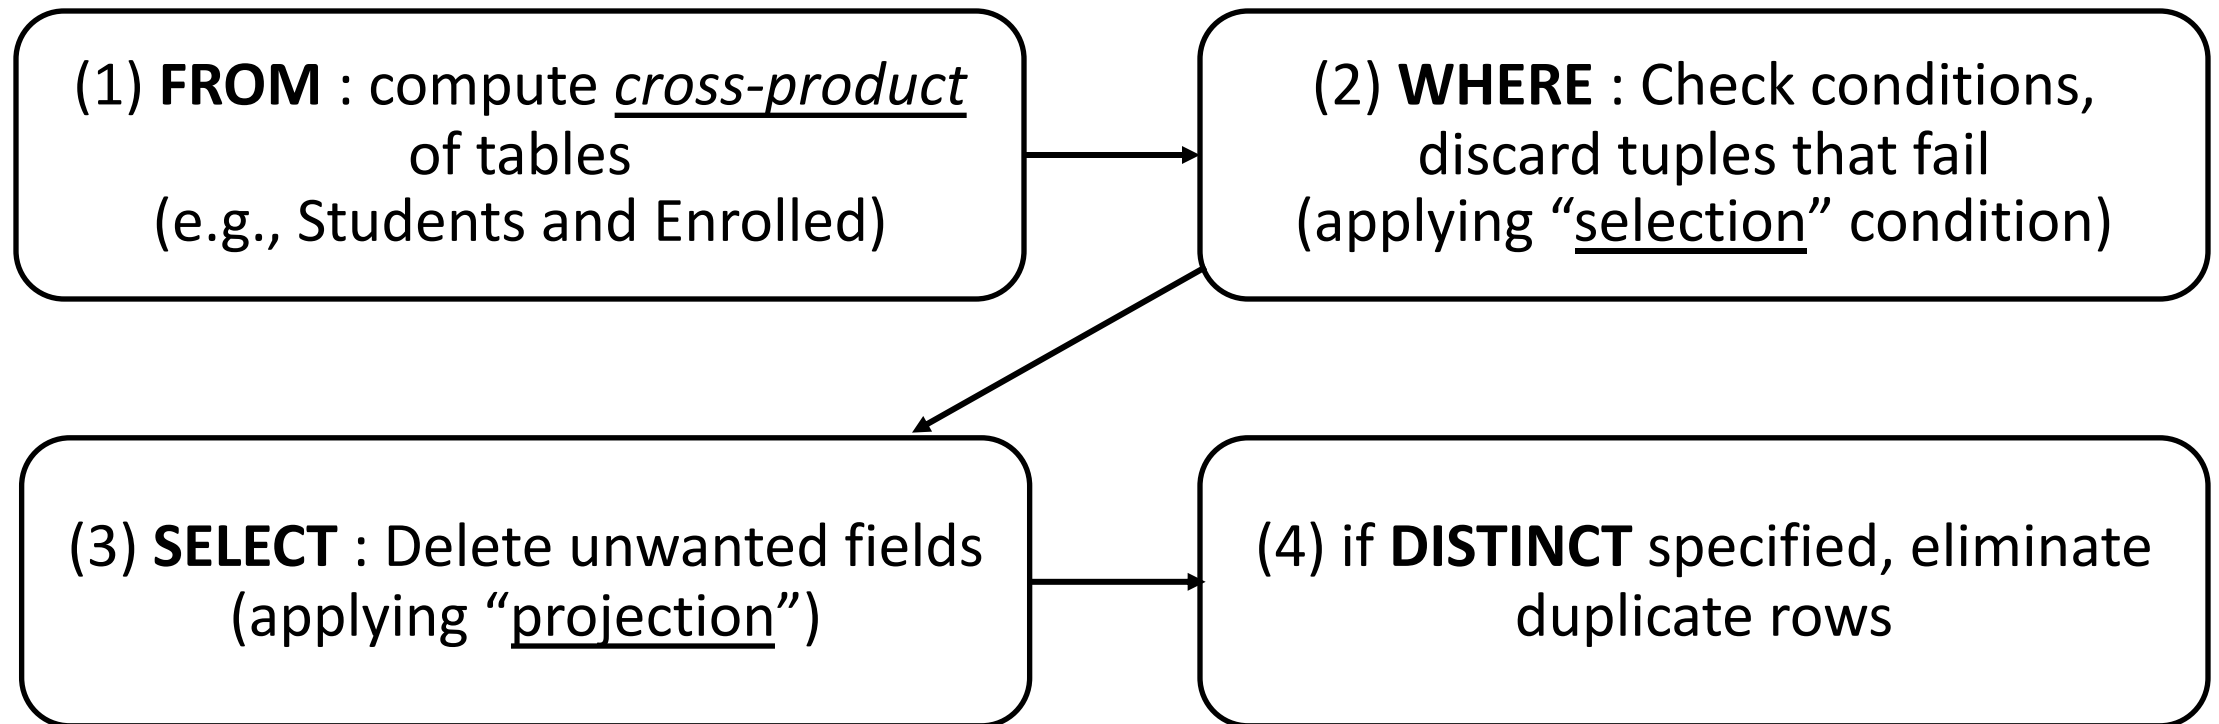 (1) FROM : compute cross-product
of tables
(e.g., Students and Enrolled)
(2) WHERE : Check conditions,
discard tuples that fail
(applying “selection” condition)
(3) SELECT : Delete unwanted fields
(applying “projection”)
(4) if DISTINCT specified, eliminate
duplicate rows